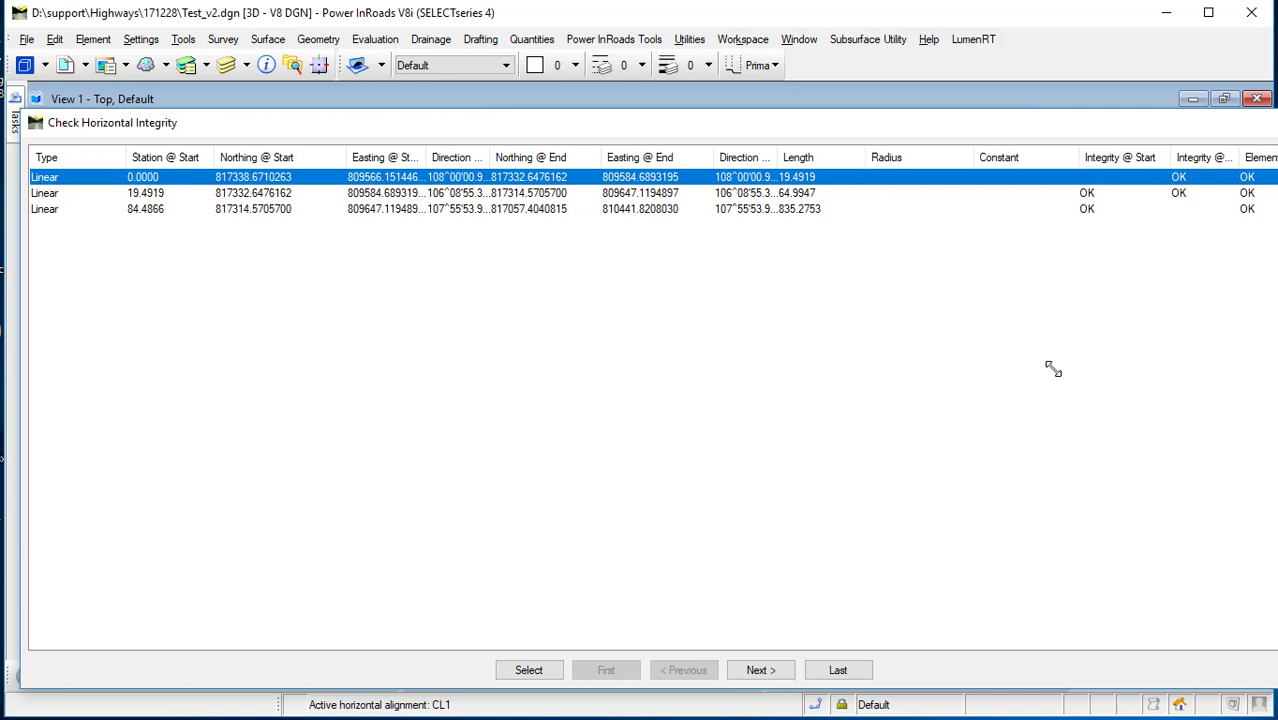 D:\support\Highways\171228\Test_v2.dgn [3D - V8 DGN] - Power InRoads V8i (SELECTseries 4)
File Edit Element Settings Tools Survey Surface Geometry Evaluation Drainage Drafting Quantities Power InRoads Tools Utilities Workspace Window Subsurface Utility Help LumenRT
Default 0 0 0 Prima
View 1 - Top, Default
Tasks
Check Horizontal Integrity
Type Station @ Start Northing @ Start Easting @ St... Direction ... Northing @ End Easting @ End Direction ... Length Radius Constant Integrity @ Start Integrity @... Element
Linear 0.0000 817338.6710263 809566.151446... 108^00'00.9... 817332.6476162 809584.6893195 108^00'00.9... 19.4919 OK OK
Linear 19.4919 817332.6476162 809584.689319... 106^08'55.3... 817314.5705700 809647.1194897 106^08'55.3... 64.9947 OK OK OK
Linear 84.4866 817314.5705700 809647.119489... 107^55'53.9... 817057.4040815 810441.8208030 107^55'53.9... 835.2753 OK OK
Select First < Previous Next > Last
Active horizontal alignment: CL1 Default